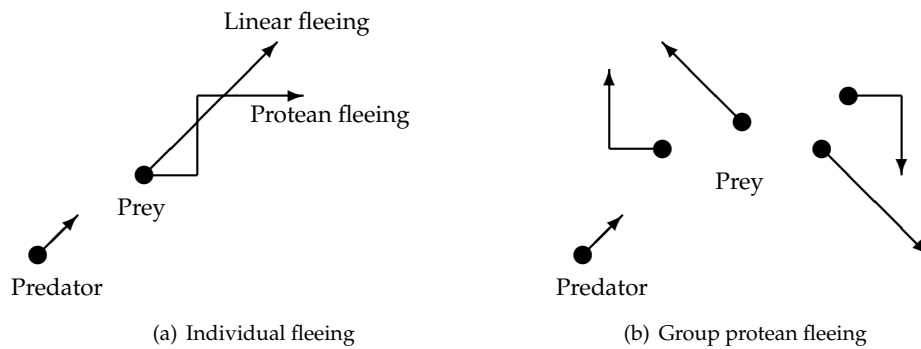 Linear fleeing
Protean fleeing
Prey
Predator
(a) Individual fleeing
Prey
Predator
(b) Group protean fleeing